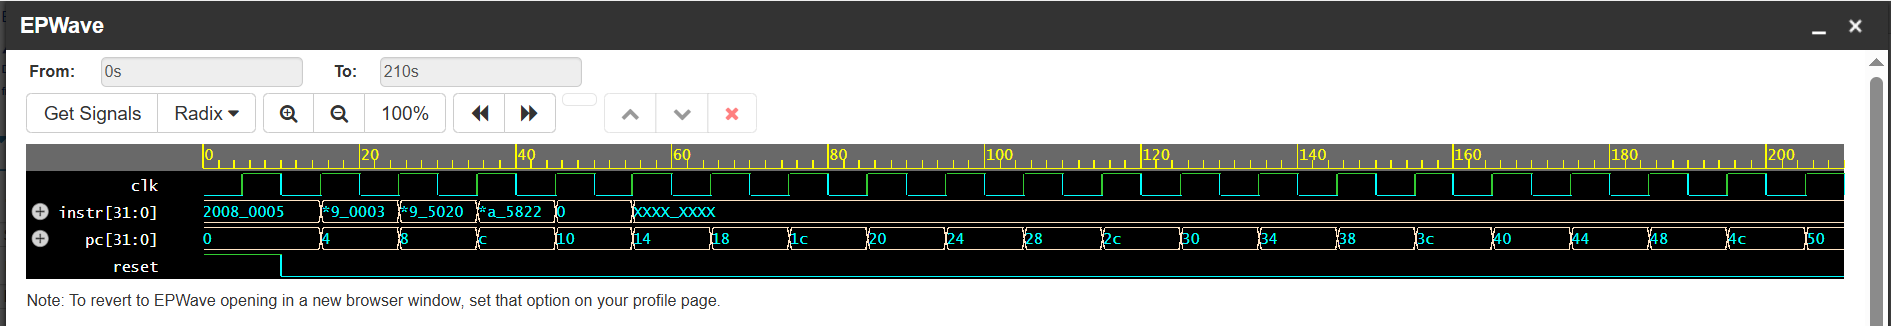 EPWave
From: 0s To: 210s
Get Signals Radix 100%
0 20 40 60 80 100 120 140 160 180 200
clk
instr[31:0] 2008_0005 *9_0003 *9_5020 *a_5822 0 XXXX_XXXX
pc[31:0] 0 4 8 c 10 14 18 1c 20 24 28 2c 30 34 38 3c 40 44 48 4c 50
reset
Note: To revert to EPWave opening in a new browser window, set that option on your profile page.